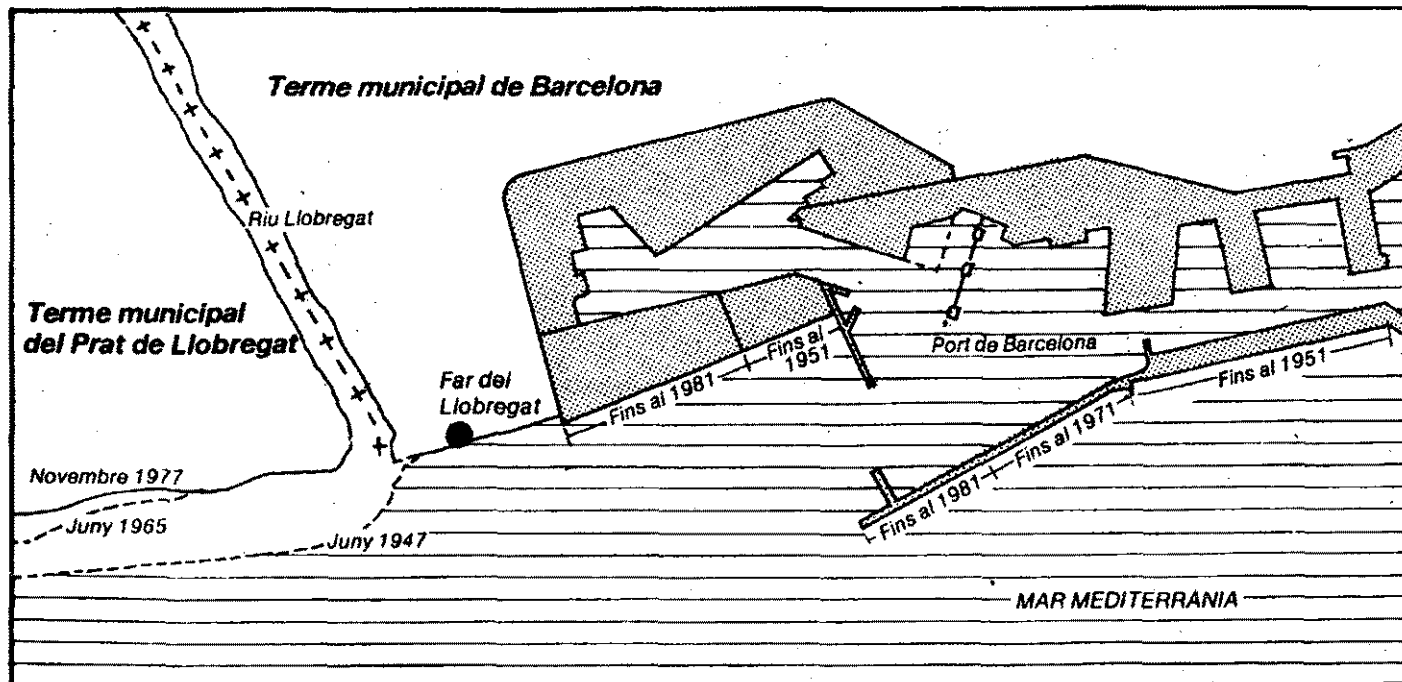 Terme municipal de Barcelona
Riu Llobregat
Terme municipal
del Prat de Llobregat
Far del
Llobregat
Fins al 1981
Fins al
1951
Port de Barcelona
Fins al 1951
Fins al 1971
Fins al 1981
Novembre 1977
Juny 1965
Juny 1947
MAR MEDITERRÀNIA